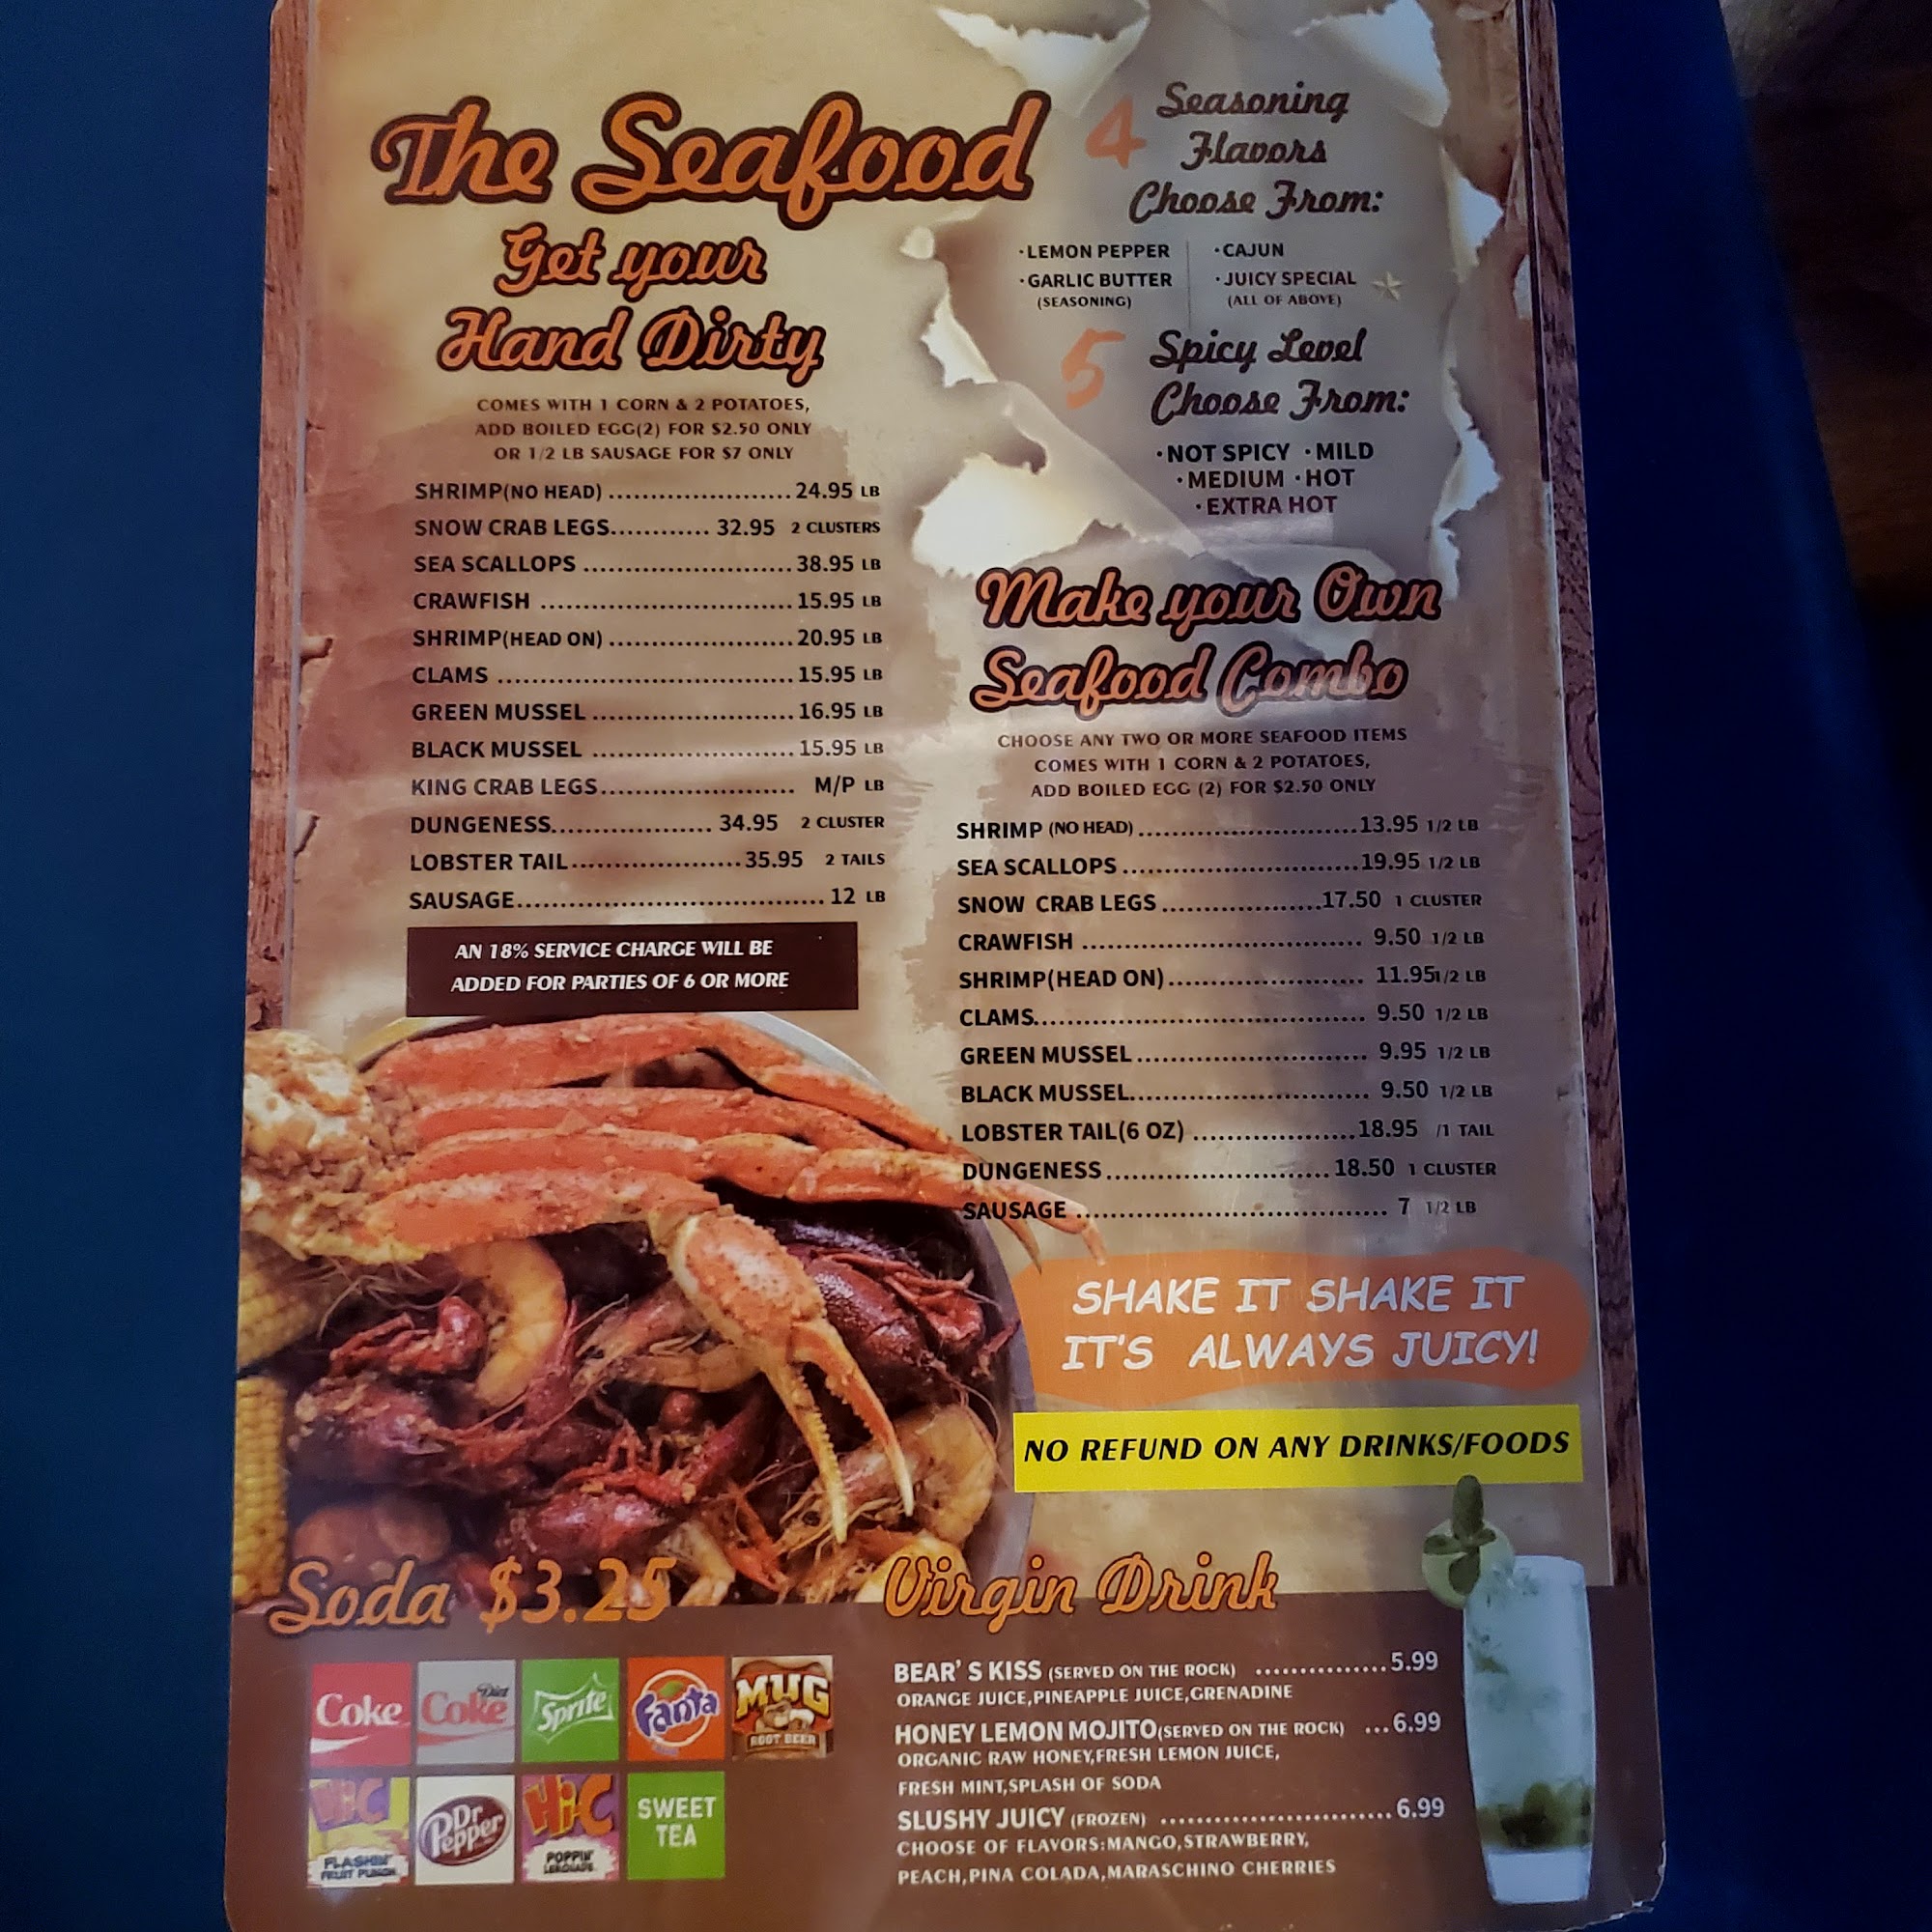 The Seafood
Get your
Hand Dirty
COMES WITH 1 CORN & 2 POTATOES,
ADD BOILED EGG(2) FOR $2.50 ONLY
OR 1/2 LB SAUSAGE FOR $7 ONLY
SHRIMP(NO HEAD) ....................... 24.95 LB
SNOW CRAB LEGS............ 32.95 2 CLUSTERS
SEA SCALLOPS .......................... 38.95 LB
CRAWFISH ............................... 15.95 LB
SHRIMP(HEAD ON) ....................... 20.95 LB
CLAMS .................................... 15.95 LB
GREEN MUSSEL ......................... 16.95 LB
BLACK MUSSEL ......................... 15.95 LB
KING CRAB LEGS........................ M/P LB
DUNGENESS.................... 34.95 2 CLUSTER
LOBSTER TAIL..................... 35.95 2 TAILS
SAUSAGE...................................... 12 LB
AN 18% SERVICE CHARGE WILL BE
ADDED FOR PARTIES OF 6 OR MORE
4 Seasoning
Flavors
Choose From:
·LEMON PEPPER ·CAJUN
·GARLIC BUTTER ·JUICY SPECIAL
(SEASONING) (ALL OF ABOVE)
5 Spicy Level
Choose From:
·NOT SPICY ·MILD
·MEDIUM ·HOT
·EXTRA HOT
Make your Own
Seafood Combo
CHOOSE ANY TWO OR MORE SEAFOOD ITEMS
COMES WITH 1 CORN & 2 POTATOES,
ADD BOILED EGG (2) FOR $2.50 ONLY
SHRIMP (NO HEAD) ...........................13.95 1/2 LB
SEA SCALLOPS .............................19.95 1/2 LB
SNOW CRAB LEGS ....................17.50 1 CLUSTER
CRAWFISH .................................. 9.50 1/2 LB
SHRIMP(HEAD ON)........................ 11.95 1/2 LB
CLAMS........................................ 9.50 1/2 LB
GREEN MUSSEL ............................ 9.95 1/2 LB
BLACK MUSSEL............................. 9.50 1/2 LB
LOBSTER TAIL(6 OZ) ....................18.95 /1 TAIL
DUNGENESS ............................18.50 1 CLUSTER
SAUSAGE ...................................... 7 1/2 LB
SHAKE IT SHAKE IT
IT'S ALWAYS JUICY!
NO REFUND ON ANY DRINKS/FOODS
Soda $3.25
Coke Diet Coke Sprite Fanta MUG ROOT BEER
Hi-C FLASHIN' FRUIT PUNCH Dr Pepper Hi-C POPPIN' LEMONADE SWEET TEA
Virgin Drink
BEAR' S KISS (SERVED ON THE ROCK) ................5.99
ORANGE JUICE,PINEAPPLE JUICE,GRENADINE
HONEY LEMON MOJITO(SERVED ON THE ROCK) ...6.99
ORGANIC RAW HONEY,FRESH LEMON JUICE,
FRESH MINT,SPLASH OF SODA
SLUSHY JUICY (FROZEN) ............................6.99
CHOOSE OF FLAVORS:MANGO,STRAWBERRY,
PEACH,PINA COLADA,MARASCHINO CHERRIES